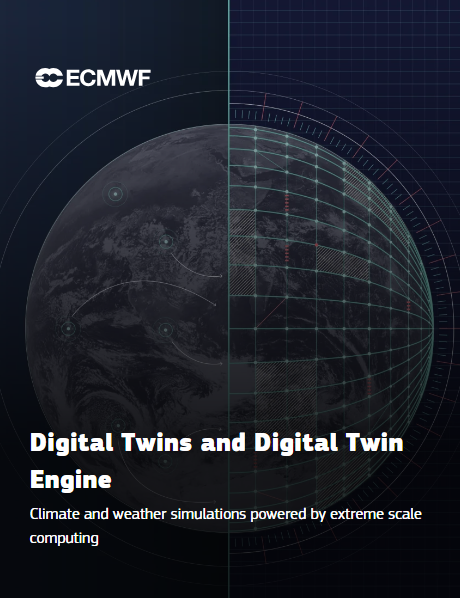 ECMWF
Digital Twins and Digital Twin
Engine
Climate and weather simulations powered by extreme scale
computing